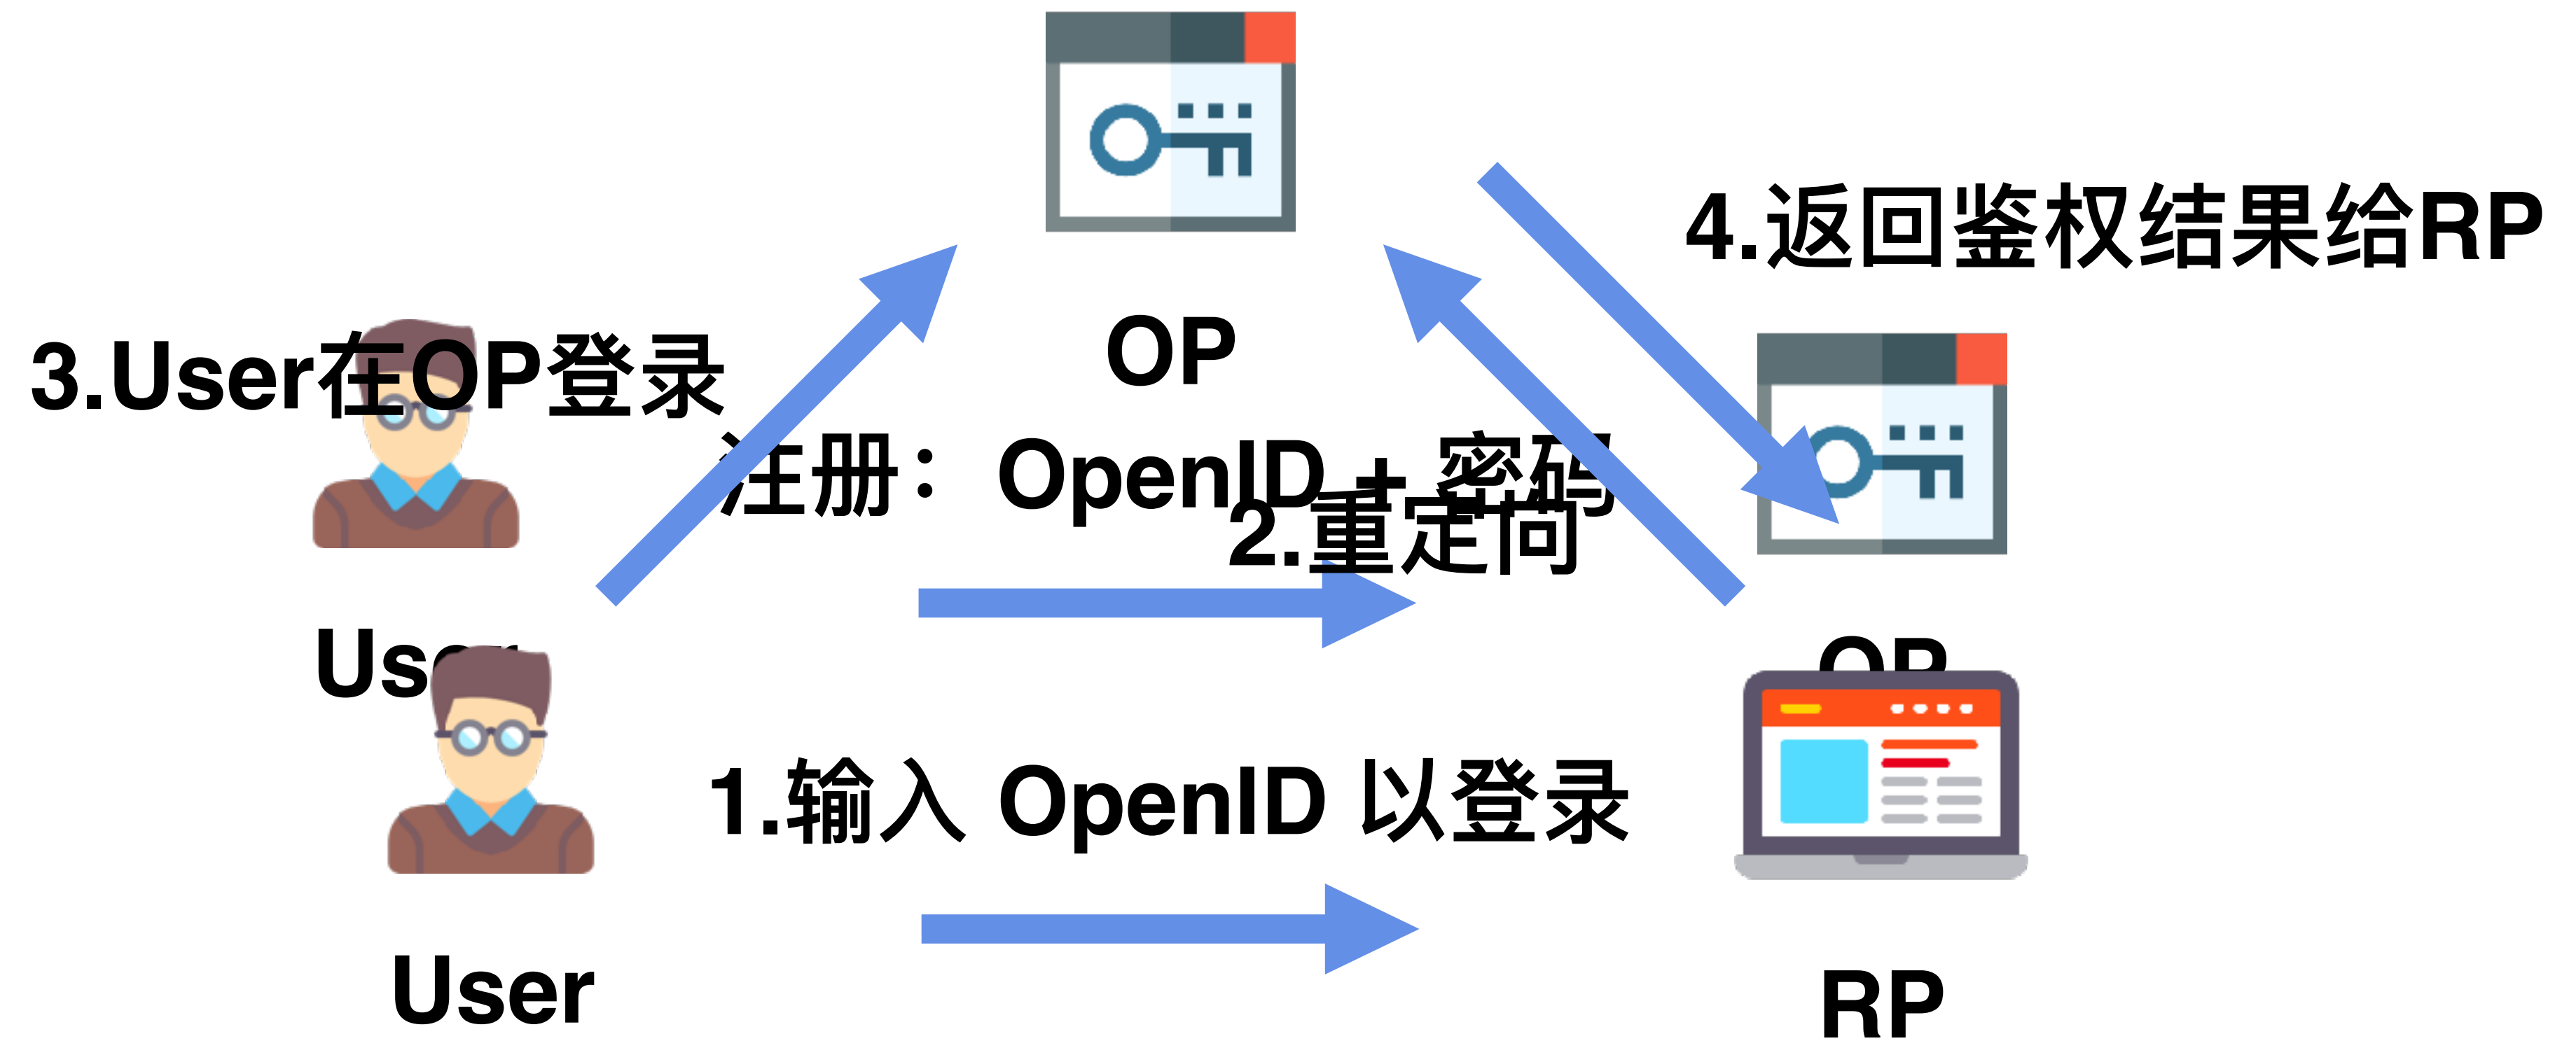 4.返回鉴权结果给RP
OP
3.User在OP登录
注册：OpenID + 密码
2.重定向
User
OP
1.输入 OpenID 以登录
User
RP